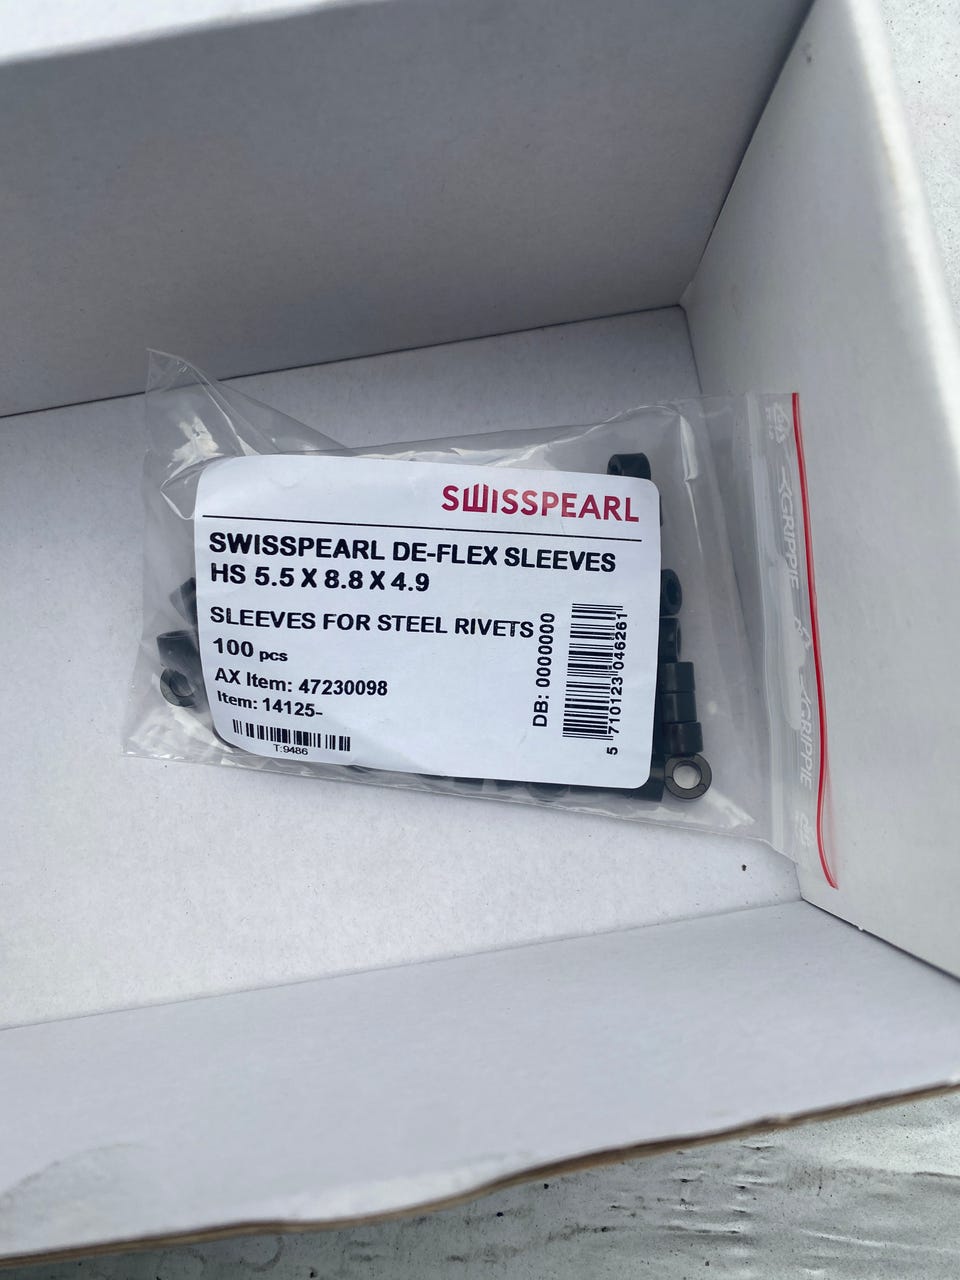 SWISSPEARL
SWISSPEARL DE-FLEX SLEEVES
HS 5.5 X 8.8 X 4.9
SLEEVES FOR STEEL RIVETS
100 pcs
AX Item: 47230098
Item: 14125-
T:9486
DB: 0000000
5 710123 046261
GRIPPIE
GRIPPIE